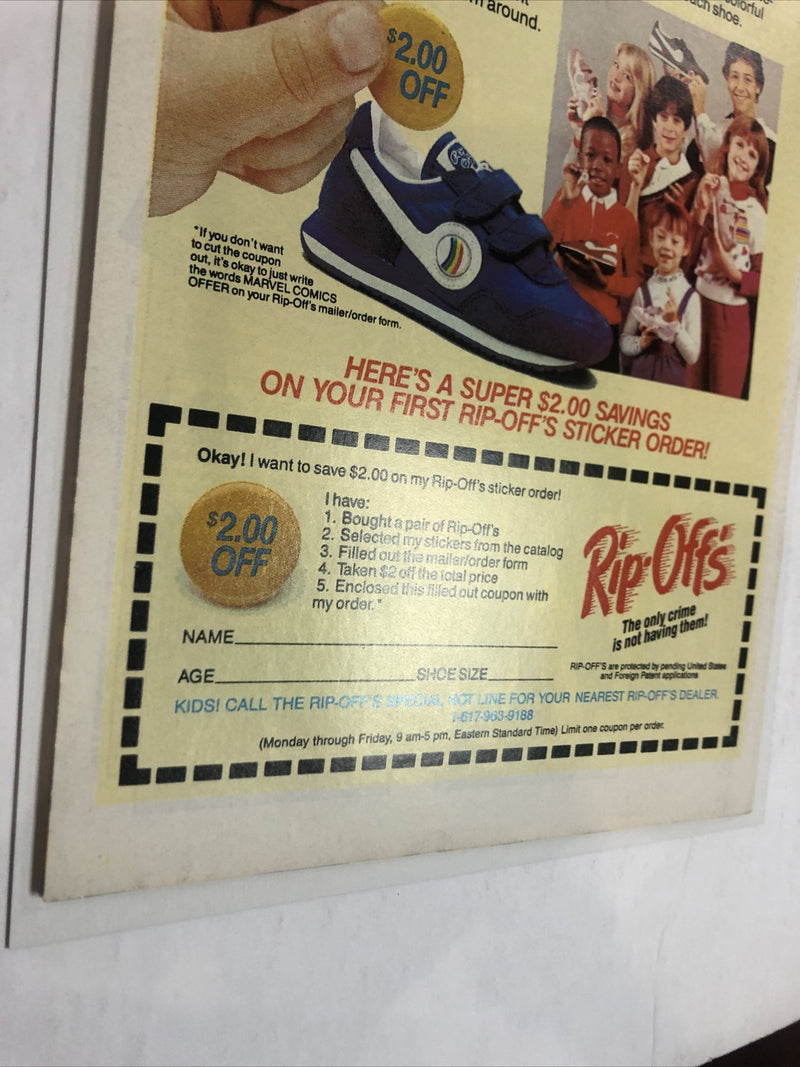 around.
colorful
such shoe.
$2.00
OFF
*If you don't want
to cut the coupon
out, it's okay to just write
the words MARVEL COMICS
OFFER on your Rip-Off's mailer/order form.
HERE'S A SUPER $2.00 SAVINGS
ON YOUR FIRST RIP-OFF'S STICKER ORDER!
Okay! I want to save $2.00 on my Rip-Off's sticker order!
$2.00
OFF
I have:
1. Bought a pair of Rip-Off's
2. Selected my stickers from the catalog
3. Filled out the mailer/order form
4. Taken $2 off the total price
5. Enclosed this filled out coupon with
my order.*
Rip-Offs
The only crime
is not having them!
NAME
AGE SHOE SIZE
RIP-OFF'S are protected by pending United States
and Foreign Patent applications
KIDS! CALL THE RIP-OFF'S SPECIAL HOT LINE FOR YOUR NEAREST RIP-OFF'S DEALER.
1-617-963-9188
(Monday through Friday, 9 am-5 pm, Eastern Standard Time) Limit one coupon per order.